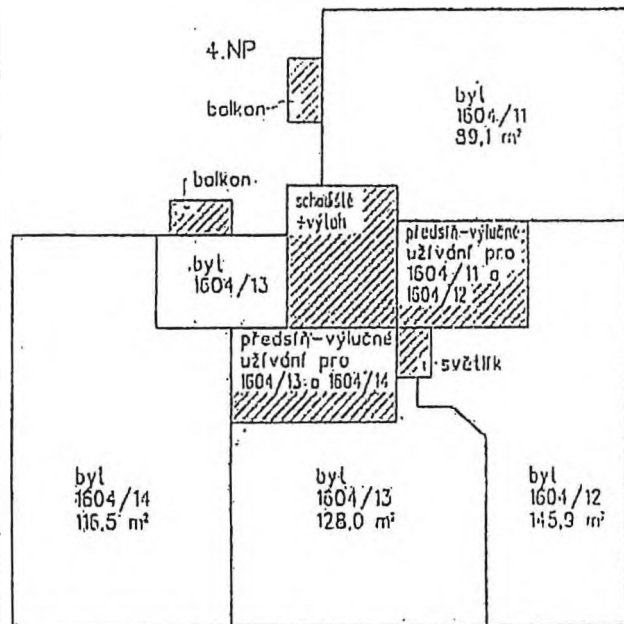 4.NP
balkon
byt
1604/11
89,1 m²
balkon
schodiště
+výtah
předsíň-výlučné
užívání pro
1604/11 a
1604/12
byt
1604/13
předsíň-výlučné
užívání pro
1604/13 a 1604/14
světlík
byt
1604/14
116,5 m²
byt
1604/13
128,0 m²
byt
1604/12
145,9 m²